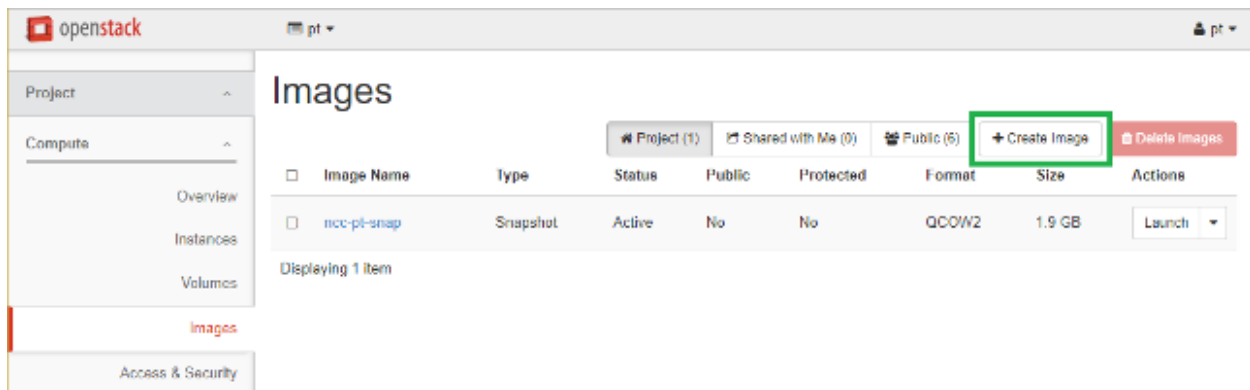 openstack
pt
pt
Project
Compute
Overview
Instances
Volumes
Images
Access & Security
Images
Project (1) Shared with Me (0) Public (6) + Create Image Delete Images
Image Name Type Status Public Protected Format Size Actions
ncc-pt-snap Snapshot Active No No QCOW2 1.9 GB Launch
Displaying 1 item